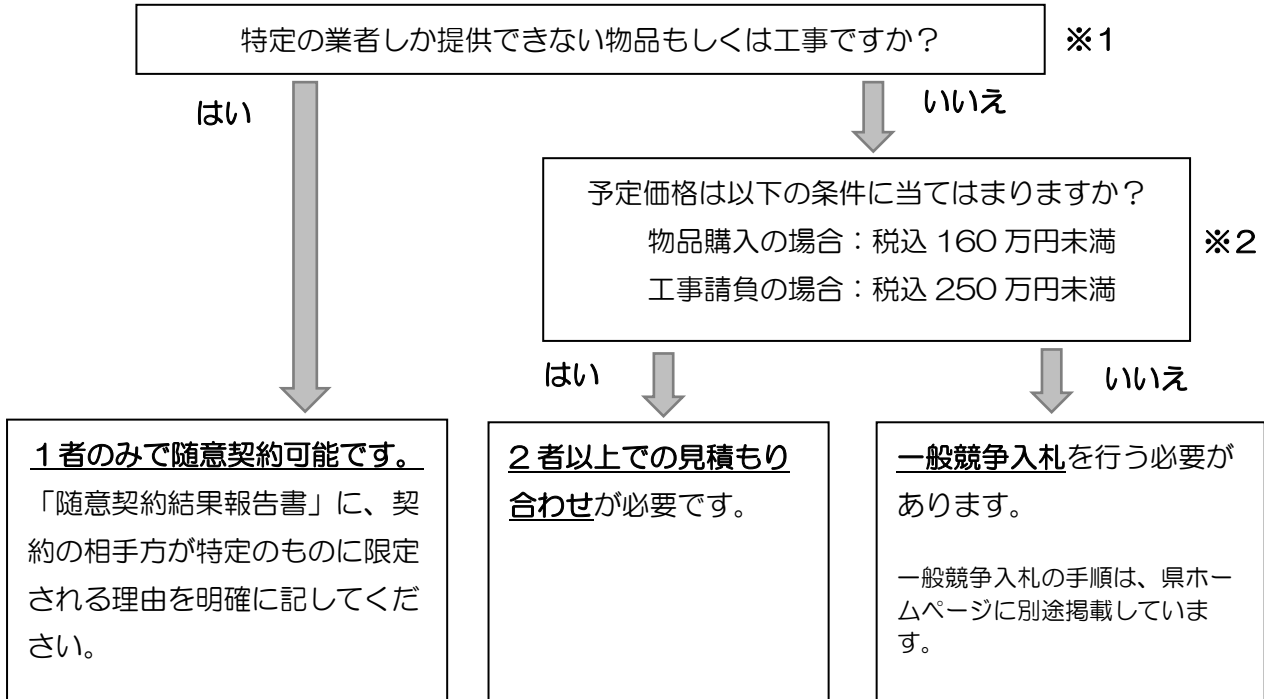 特定の業者しか提供できない物品もしくは工事ですか？
※１
はい
いいえ
予定価格は以下の条件に当てはまりますか？
物品購入の場合：税込 160 万円未満
工事請負の場合：税込 250 万円未満
※２
はい
いいえ
１者のみで随意契約可能です。
「随意契約結果報告書」に、契
約の相手方が特定のものに限定
される理由を明確に記してくだ
さい。
２者以上での見積もり
合わせが必要です。
一般競争入札を行う必要が
あります。
一般競争入札の手順は、県ホー
ムページに別途掲載していま
す。